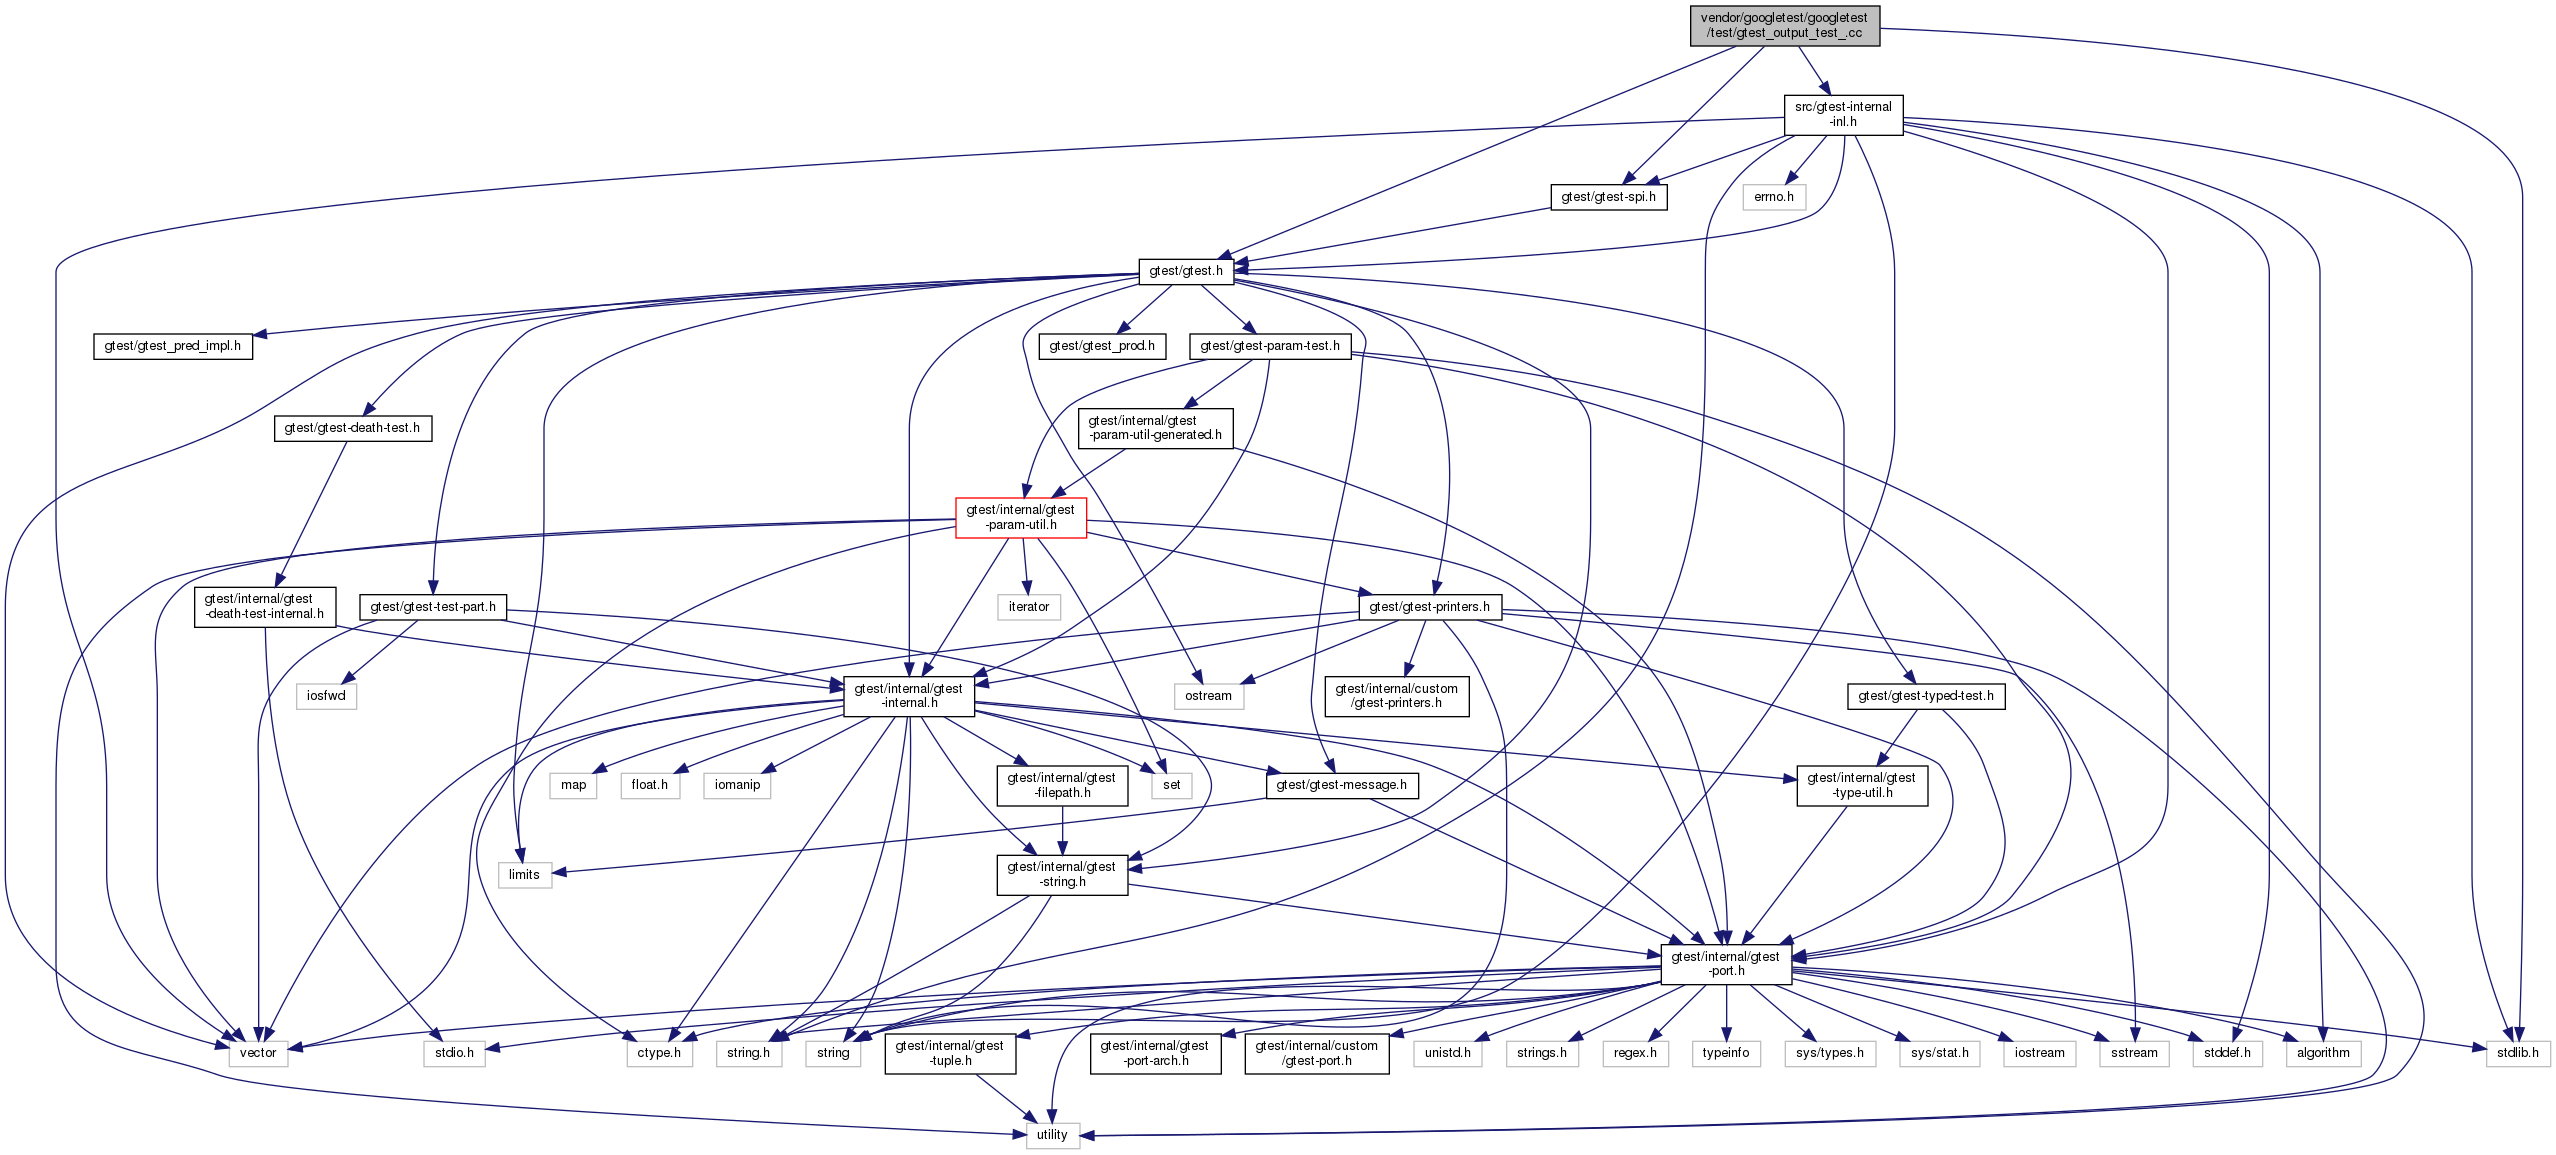 vendor/googletest/googletest
/test/gtest_output_test_.cc
src/gtest-internal
-inl.h
gtest/gtest-spi.h
errno.h
gtest/gtest.h
gtest/gtest_pred_impl.h
gtest/gtest_prod.h
gtest/gtest-param-test.h
gtest/gtest-death-test.h
gtest/internal/gtest
-param-util-generated.h
gtest/internal/gtest
-param-util.h
gtest/internal/gtest
-death-test-internal.h
gtest/gtest-test-part.h
iterator
gtest/gtest-printers.h
iosfwd
gtest/internal/gtest
-internal.h
ostream
gtest/internal/custom
/gtest-printers.h
gtest/gtest-typed-test.h
map
float.h
iomanip
gtest/internal/gtest
-filepath.h
set
gtest/gtest-message.h
gtest/internal/gtest
-type-util.h
limits
gtest/internal/gtest
-string.h
gtest/internal/gtest
-port.h
vector
stdio.h
ctype.h
string.h
string
gtest/internal/gtest
-tuple.h
gtest/internal/gtest
-port-arch.h
gtest/internal/custom
/gtest-port.h
unistd.h
strings.h
regex.h
typeinfo
sys/types.h
sys/stat.h
iostream
sstream
stddef.h
algorithm
stdlib.h
utility